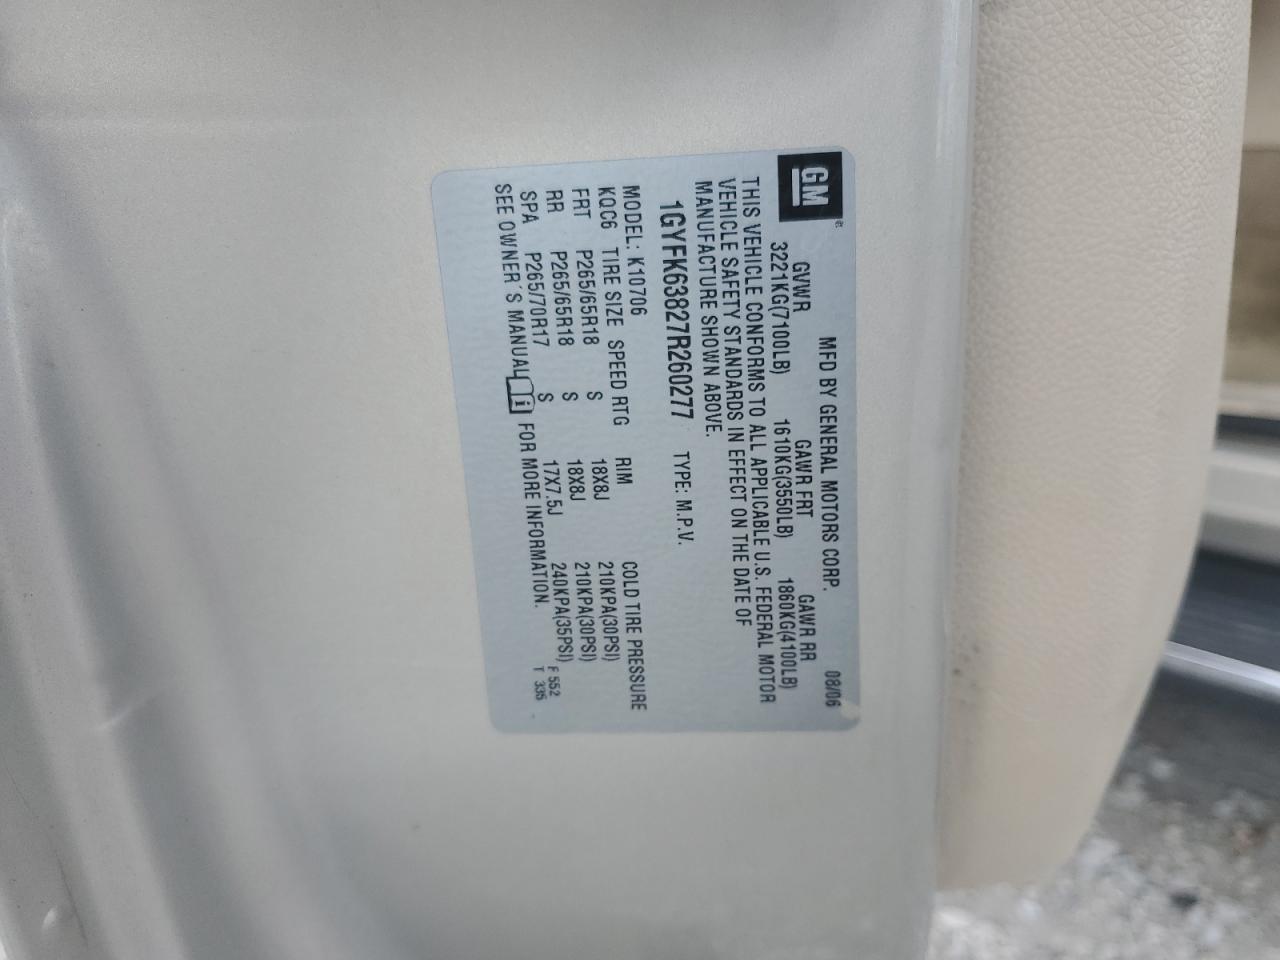 GM
MFD BY GENERAL MOTORS CORP. 08/06
GVWR GAWR FRT GAWR RR
3221KG(7100LB) 1610KG(3550LB) 1860KG(4100LB)
THIS VEHICLE CONFORMS TO ALL APPLICABLE U.S. FEDERAL MOTOR
VEHICLE SAFETY STANDARDS IN EFFECT ON THE DATE OF
MANUFACTURE SHOWN ABOVE.
1GYFK63827R260277 TYPE: M.P.V.
MODEL: K10706
KQC6 TIRE SIZE SPEED RTG RIM COLD TIRE PRESSURE
FRT P265/65R18 S 18X8J 210KPA(30PSI)
RR P265/65R18 S 18X8J 210KPA(30PSI)
SPA P265/70R17 S 17X7.5J 240KPA(35PSI) F 552
SEE OWNER'S MANUAL i FOR MORE INFORMATION. T 335